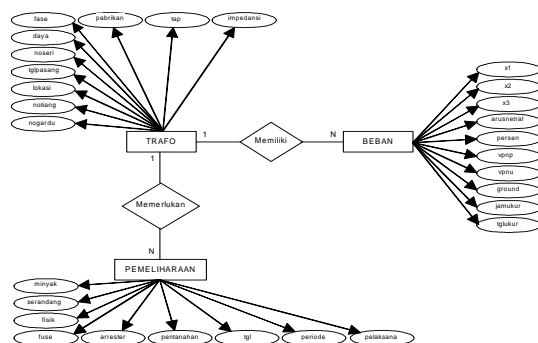 fase
pabrikan
tap
impedansi
daya
noseri
tglpasang
lokasi
notiang
nogardu
TRAFO
1
Memiliki
N
BEBAN
x1
x2
x3
arusnetral
persen
vpnp
vpnu
ground
jamukur
tglukur
1
Memerlukan
N
PEMELIHARAAN
minyak
serandang
fisik
fuse
arrester
pentanahan
tgl
periode
pelaksana